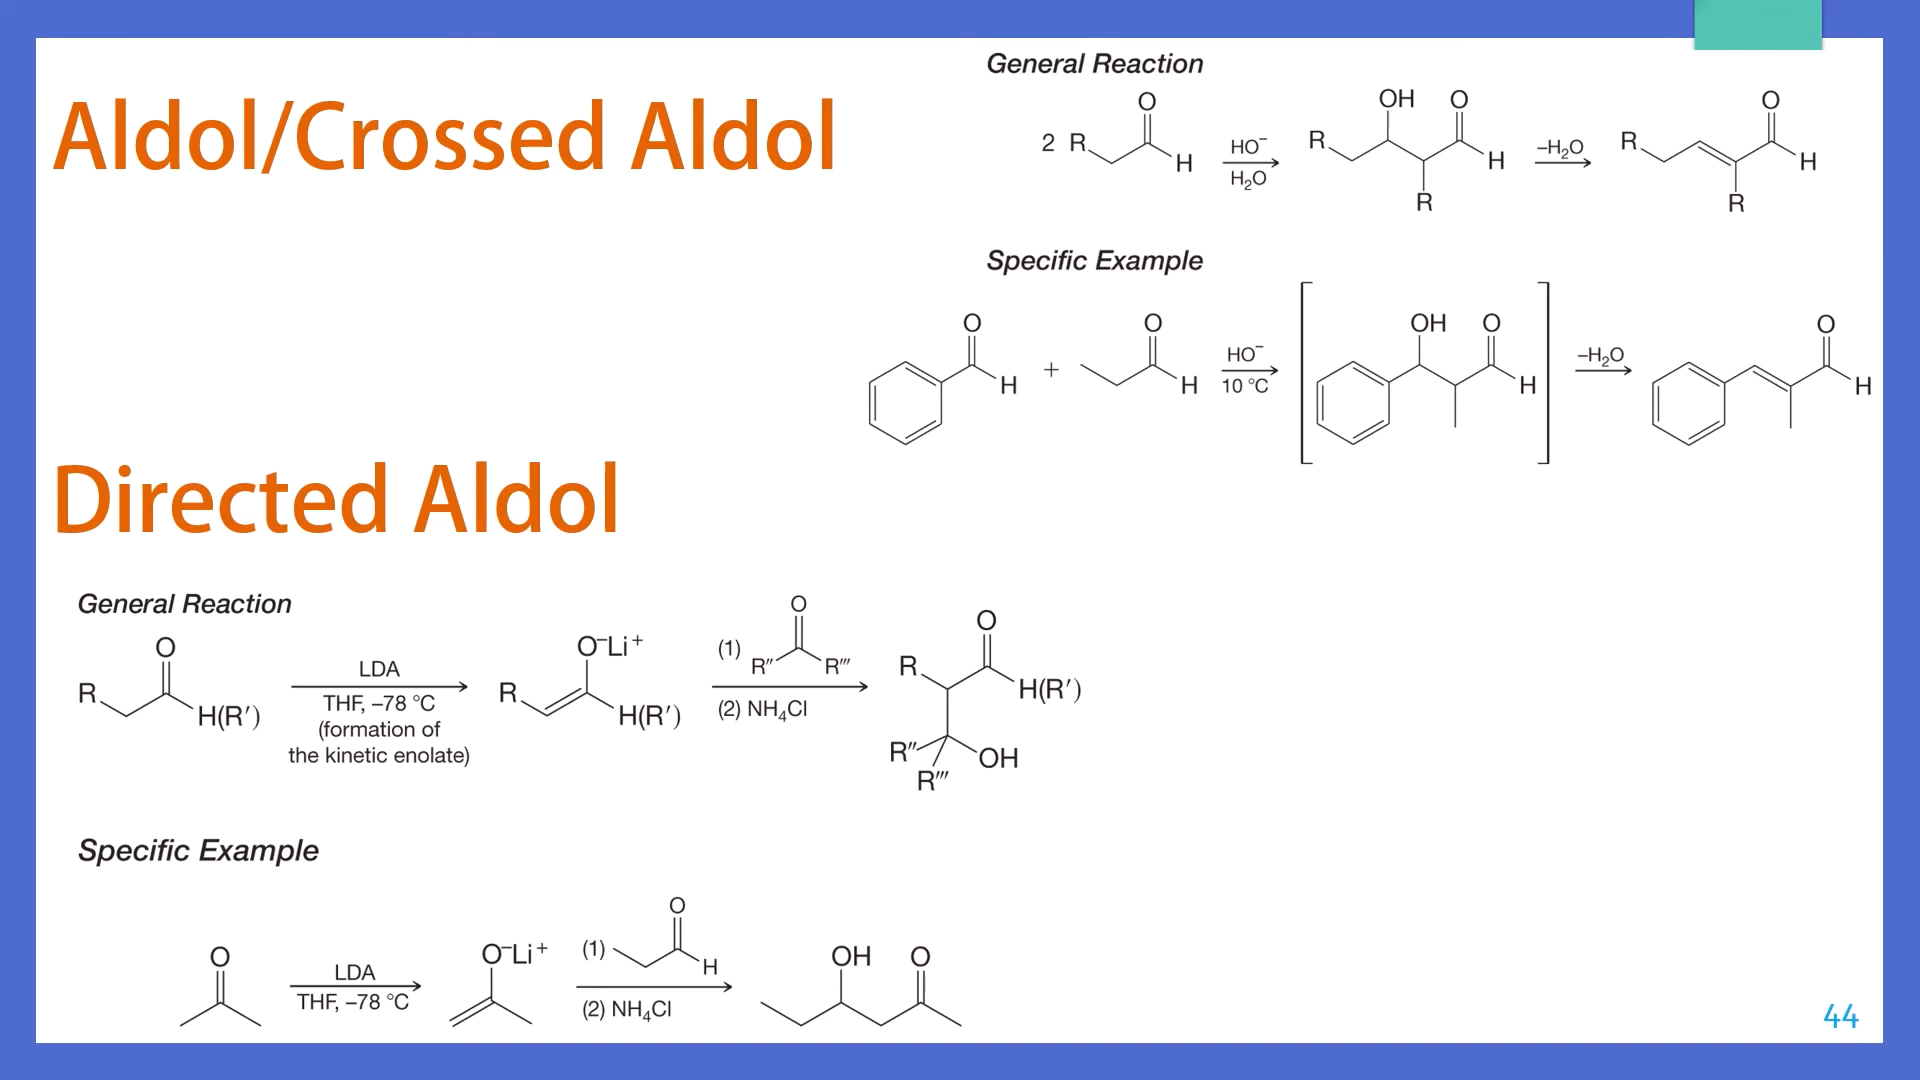 Aldol/Crossed Aldol
General Reaction
2 R O H
HO⁻
H₂O
R OH O H R
–H₂O
R O H R
Specific Example
O H
+
O H
HO⁻
10 °C
OH O H
–H₂O
O H
Directed Aldol
General Reaction
R O H(R′)
LDA
THF, –78 °C
(formation of
the kinetic enolate)
R O⁻Li⁺ H(R′)
(1) O R″ R‴
(2) NH₄Cl
R O H(R′) R″ R‴ OH
Specific Example
O
LDA
THF, –78 °C
O⁻Li⁺
(1) O H
(2) NH₄Cl
OH O
44